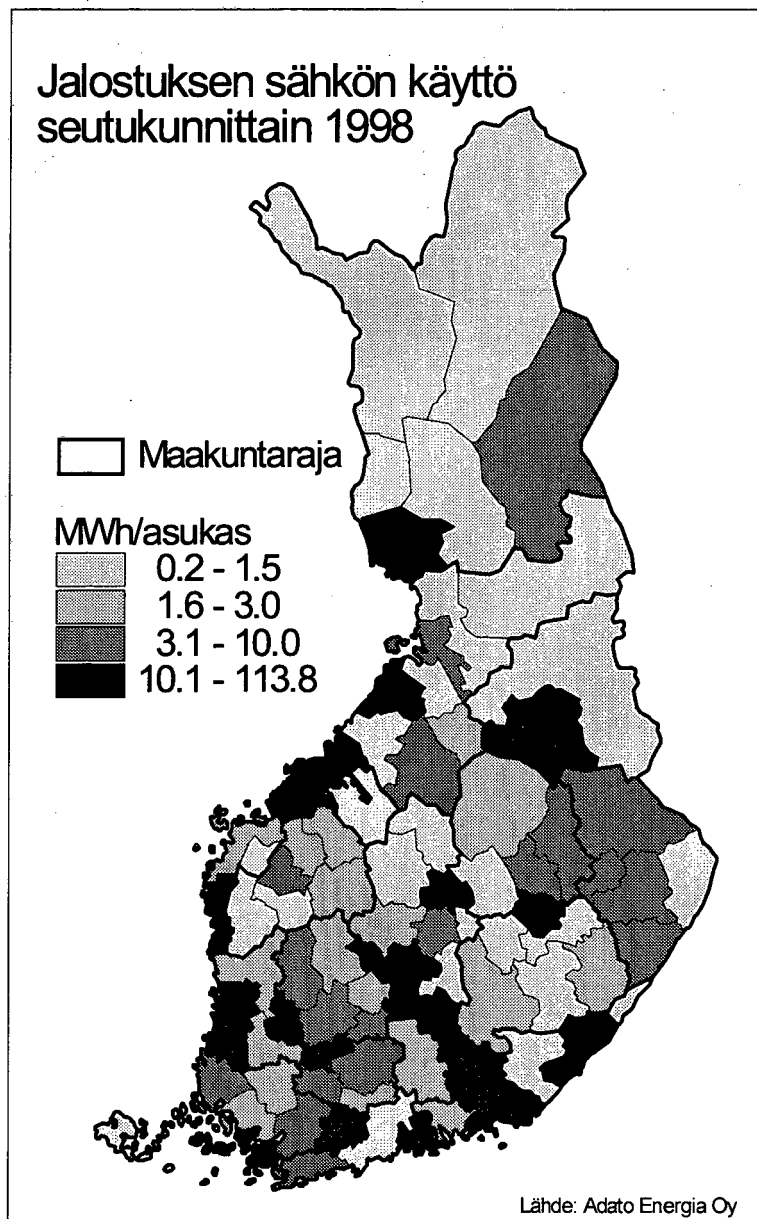 Jalostuksen sähkön käyttö
seutukunnittain 1998
Maakuntaraja
MWh/asukas
0.2 - 1.5
1.6 - 3.0
3.1 - 10.0
10.1 - 113.8
Lähde: Adato Energia Oy